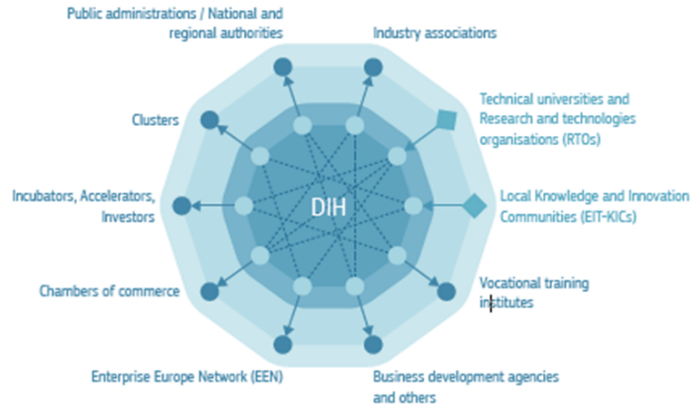 Public administrations / National and
regional authorities
Industry associations
Technical universities and
Research and technologies
organisations (RTOs)
Clusters
Local Knowledge and Innovation
Communities (EIT-KICs)
Incubators, Accelerators,
Investors
DIH
Vocational training
institutes
Chambers of commerce
Enterprise Europe Network (EEN)
Business development agencies
and others